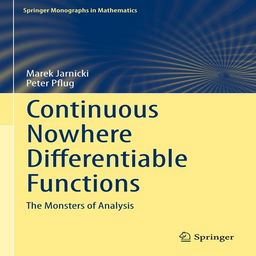 Springer Monographs in Mathematics
Marek Jarnicki
Peter Pflug
Continuous
Nowhere
Differentiable
Functions
The Monsters of Analysis
Springer